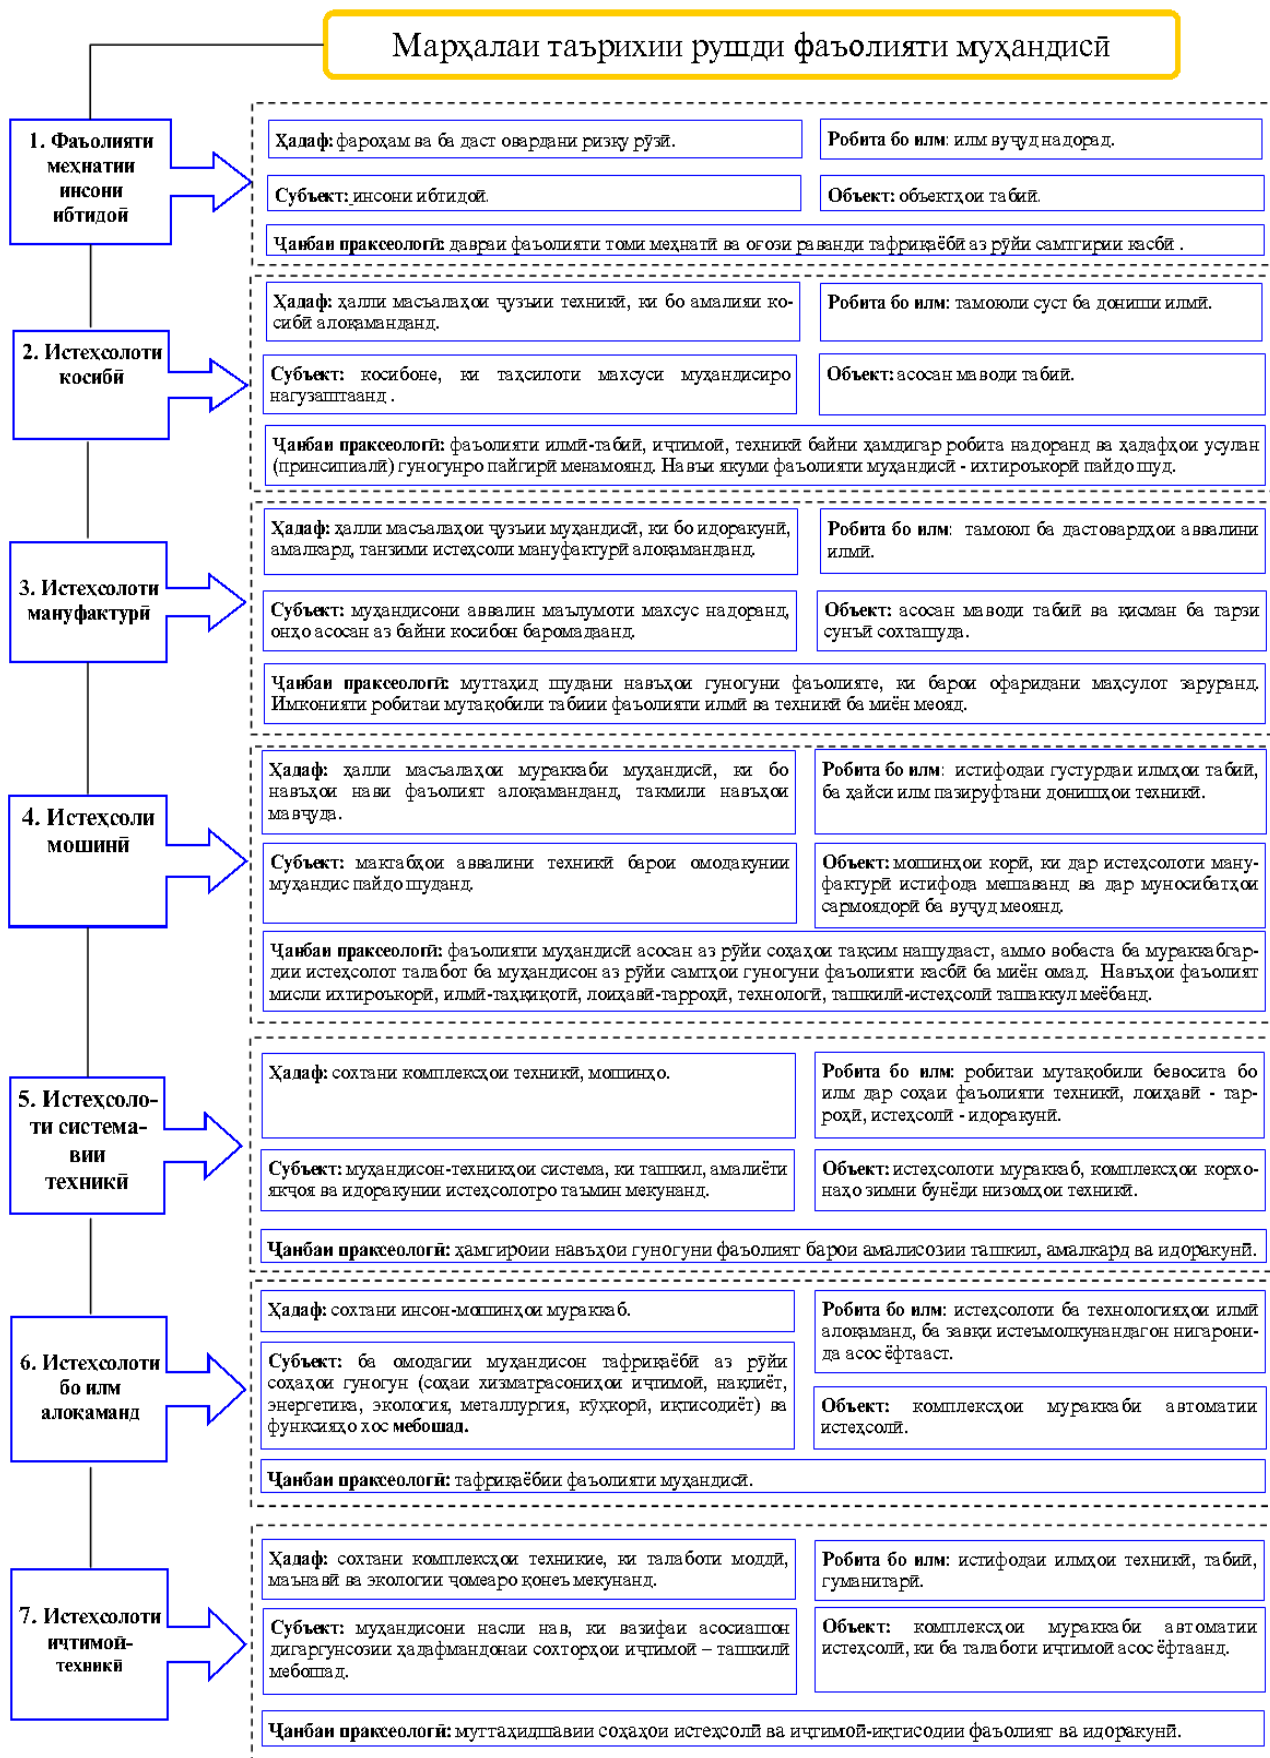 Марҳалаи таърихии рушди фаъолияти муҳандисӣ
1. Фаъолияти
меҳнатии
инсони
ибтидоӣ
Ҳадаф: фароҳам ва ба даст овардани ризқу рӯзӣ.
Робита бо илм: илм вуҷуд надорад.
Субъект: инсони ибтидоӣ.
Объект: объектҳои табиӣ.
Ҷанбаи праксеологӣ: давраи фаъолияти томи меҳнатӣ ва оғози раванди тафриқаёбӣ аз рӯйи самтгирии касбӣ .
2. Истеҳсолоти
косибӣ
Ҳадаф: ҳалли масъалаҳои ҷузъии техникӣ, ки бо амалияи ко-
сибӣ алоқаманданд.
Робита бо илм: тамоюли суст ба дониши илмӣ.
Субъект: косибоне, ки таҳсилоти махсуси муҳандисиро
нагузаштаанд .
Объект: асосан маводи табиӣ.
Ҷанбаи праксеологӣ: фаъолияти илмӣ-табиӣ, иҷтимоӣ, техникӣ байни ҳамдигар робита надоранд ва ҳадафҳои усулан
(принсипиалӣ) гуногунро пайгирӣ менамоянд. Навъи якуми фаъолияти муҳандисӣ - ихтироъкорӣ пайдо шуд.
3. Истеҳсолоти
мануфактурӣ
Ҳадаф: ҳалли масъалаҳои ҷузъии муҳандисӣ, ки бо идоракунӣ,
амалкард, танзими истеҳсоли мануфактурӣ алоқаманданд.
Робита бо илм: тамоюл ба дастовардҳои аввалини
илмӣ.
Субъект: муҳандисони аввалин маълумоти махсус надоранд,
онҳо асосан аз байни косибон баромадаанд.
Объект: асосан маводи табиӣ ва қисман ба тарзи
сунъӣ сохташуда.
Ҷанбаи праксеологӣ: муттаҳид шудани навъҳои гуногуни фаъолияте, ки барои офаридани маҳсулот заруранд.
Имконияти робитаи мутақобили табиии фаъолияти илмӣ ва техникӣ ба миён меояд.
4. Истеҳсоли
мошинӣ
Ҳадаф: ҳалли масъалаҳои мураккаби муҳандисӣ, ки бо
навъҳои нави фаъолият алоқаманданд, такмили навъҳои
мавҷуда.
Робита бо илм: истифодаи густурдаи илмҳои табиӣ,
ба ҳайси илм пазируфтани донишҳои техникӣ.
Субъект: мактабҳои аввалини техникӣ барои омодакунии
муҳандис пайдо шуданд.
Объект: мошинҳои корӣ, ки дар истеҳсолоти ману-
фактурӣ истифода мешаванд ва дар муносибатҳои
сармоядорӣ ба вуҷуд меоянд.
Ҷанбаи праксеологӣ: фаъолияти муҳандисӣ асосан аз рӯйи соҳаҳои тақсим нашудааст, аммо вобаста ба мураккабгар-
дии истеҳсолот талабот ба муҳандисон аз рӯйи самтҳои гуногуни фаъолияти касбӣ ба миён омад. Навъҳои фаъолият
мисли ихтироъкорӣ, илмӣ-таҳқиқотӣ, лоиҳавӣ-тарроҳӣ, технологӣ, ташкилӣ-истеҳсолӣ ташаккул меёбанд.
5. Истеҳсоло-
ти система-
вии
техникӣ
Ҳадаф: сохтани комплексҳои техникӣ, мошинҳо.
Робита бо илм: робитаи мутақобили бевосита бо
илм дар соҳаи фаъолияти техникӣ, лоиҳавӣ - тар-
роҳӣ, истеҳсолӣ - идоракунӣ.
Субъект: муҳандисон-техникҳои система, ки ташкил, амалиёти
якҷоя ва идоракунии истеҳсолотро таъмин мекунанд.
Объект: истеҳсолоти мураккаб, комплексҳои корхо-
наҳо зимни бунёди низомҳои техникӣ.
Ҷанбаи праксеологӣ: ҳамгироии навъҳои гуногуни фаъолият барои амалисозии ташкил, амалкард ва идоракунӣ.
6. Истеҳсолоти
бо илм
алоқаманд
Ҳадаф: сохтани инсон-мошинҳои мураккаб.
Робита бо илм: истеҳсолоти ба технологияҳои илмӣ
алоқаманд, ба завқи истеъмолкунандагон нигарони-
да асос ёфтааст.
Субъект: ба омодагии муҳандисон тафриқаёбӣ аз рӯйи
соҳаҳои гуногун (соҳаи хизматрасониҳои иҷтимоӣ, нақлиёт,
энергетика, экология, металлургия, кӯҳкорӣ, иқтисодиёт) ва
функсияҳо хос мебошад.
Объект: комплексҳои мураккаби автоматии
истеҳсолӣ.
Ҷанбаи праксеологӣ: тафриқаёбии фаъолияти муҳандисӣ.
7. Истеҳсолоти
иҷтимоӣ-
техникӣ
Ҳадаф: сохтани комплексҳои техникие, ки талаботи моддӣ,
маънавӣ ва экологии ҷомеаро қонеъ мекунанд.
Робита бо илм: истифодаи илмҳои техникӣ, табиӣ,
гуманитарӣ.
Субъект: муҳандисони насли нав, ки вазифаи асосиашон
дигаргунсозии ҳадафмандонаи сохторҳои иҷтимоӣ – ташкилӣ
мебошад.
Объект: комплексҳои мураккаби автоматии
истеҳсолӣ, ки ба талаботи иҷтимоӣ асос ёфтаанд.
Ҷанбаи праксеологӣ: муттаҳидшавии соҳаҳои истеҳсолӣ ва иҷтимоӣ-иқтисодии фаъолият ва идоракунӣ.